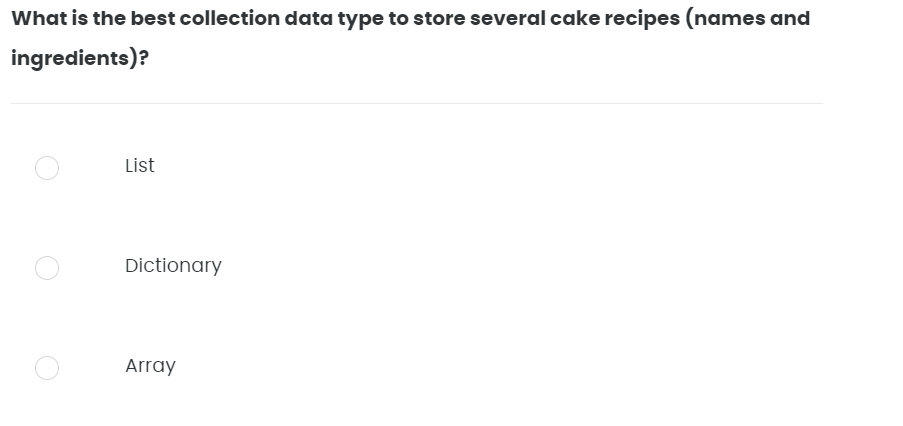 What is the best collection data type to store several cake recipes (names and
ingredients)?
List
Dictionary
Array